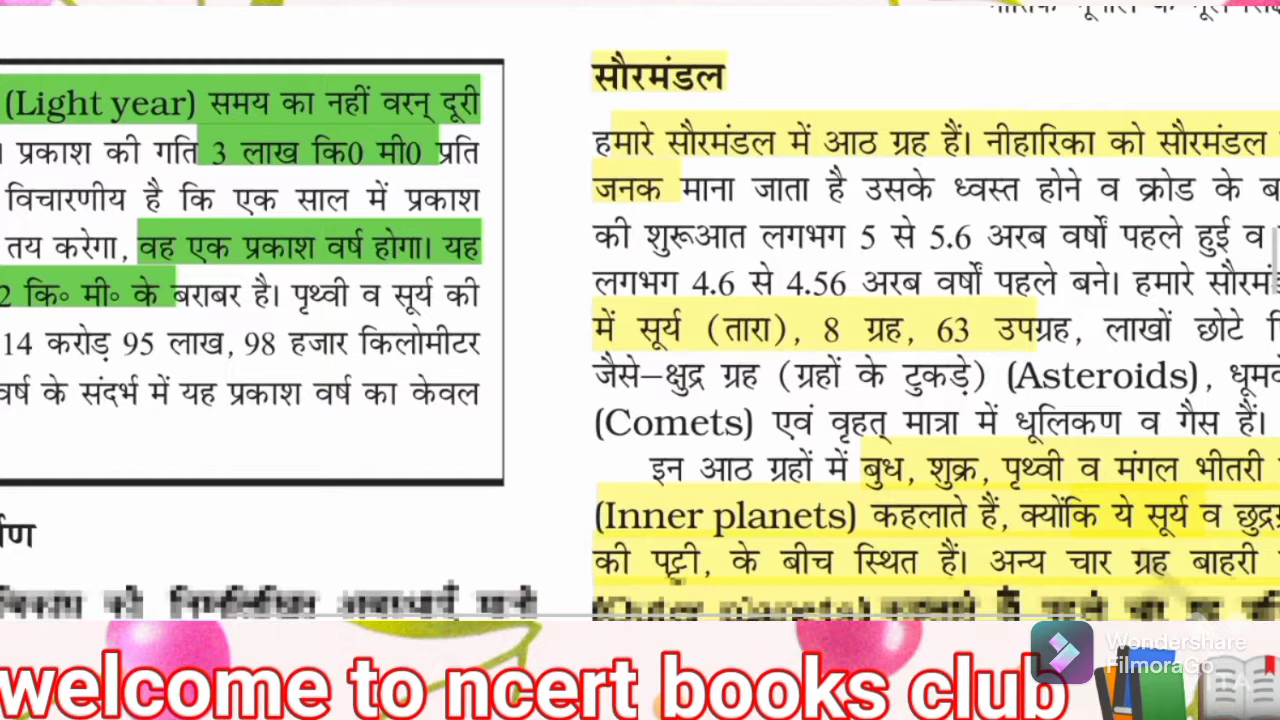 (Light year) समय का नहीं वरन् दूरी
। प्रकाश की गति 3 लाख कि0 मी0 प्रति
विचारणीय है कि एक साल में प्रकाश
तय करेगा, वह एक प्रकाश वर्ष होगा। यह
2 कि॰ मी॰ के बराबर है। पृथ्वी व सूर्य की
14 करोड़ 95 लाख, 98 हजार किलोमीटर
वर्ष के संदर्भ में यह प्रकाश वर्ष का केवल
सौरमंडल
हमारे सौरमंडल में आठ ग्रह हैं। नीहारिका को सौरमंडल
जनक माना जाता है उसके ध्वस्त होने व क्रोड के
की शुरूआत लगभग 5 से 5.6 अरब वर्षों पहले हुई व
लगभग 4.6 से 4.56 अरब वर्षों पहले बने। हमारे
में सूर्य (तारा), 8 ग्रह, 63 उपग्रह, लाखों छोटे
जैसे–क्षुद्र ग्रह (ग्रहों के टुकड़े) (Asteroids),
(Comets) एवं वृहत् मात्रा में धूलिकण व गैस हैं।
इन आठ ग्रहों में बुध, शुक्र, पृथ्वी व मंगल भीतरी
(Inner planets) कहलाते हैं, क्योंकि ये सूर्य व
की पट्टी, के बीच स्थित हैं। अन्य चार ग्रह बाहरी
welcome to ncert books club
Wondershare
FilmoraGo